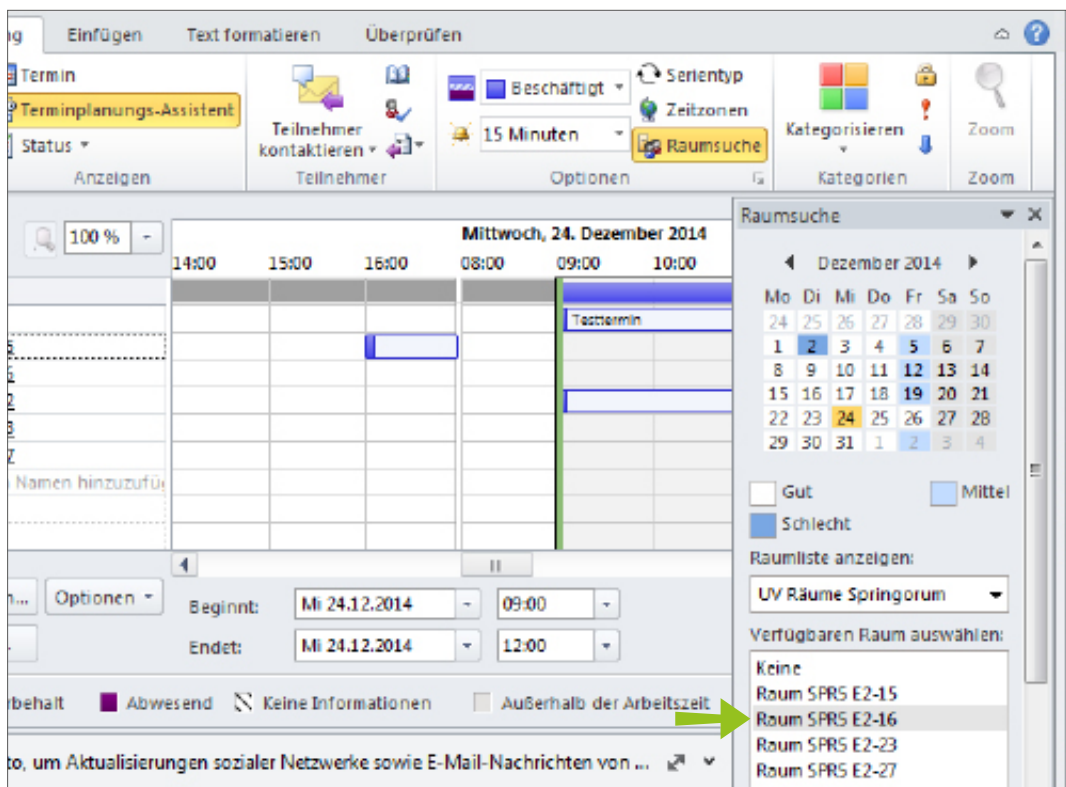 ng Einfügen Text formatieren Überprüfen
Termin
Terminplanungs-Assistent
Status
Anzeigen
Teilnehmer
kontaktieren
Teilnehmer
Beschäftigt
15 Minuten
Serientyp
Zeitzonen
Raumsuche
Optionen
Kategorisieren
Kategorien
Zoom
Zoom
100 %
Mittwoch, 24. Dezember 2014
14:00 15:00 16:00 08:00 09:00 10:00
Testtermin
5
5
2
3
7
Namen hinzuzufü
n... Optionen
Beginnt: Mi 24.12.2014 09:00
Endet: Mi 24.12.2014 12:00
rbehalt Abwesend Keine Informationen Außerhalb der Arbeitszeit
to, um Aktualisierungen sozialer Netzwerke sowie E-Mail-Nachrichten von ...
Raumsuche
Dezember 2014
Mo Di Mi Do Fr Sa So
24 25 26 27 28 29 30
1 2 3 4 5 6 7
8 9 10 11 12 13 14
15 16 17 18 19 20 21
22 23 24 25 26 27 28
29 30 31 1 2 3 4
Gut Mittel
Schlecht
Raumliste anzeigen:
UV Räume Springorum
Verfügbaren Raum auswählen:
Keine
Raum SPRS E2-15
Raum SPRS E2-16
Raum SPRS E2-23
Raum SPRS E2-27